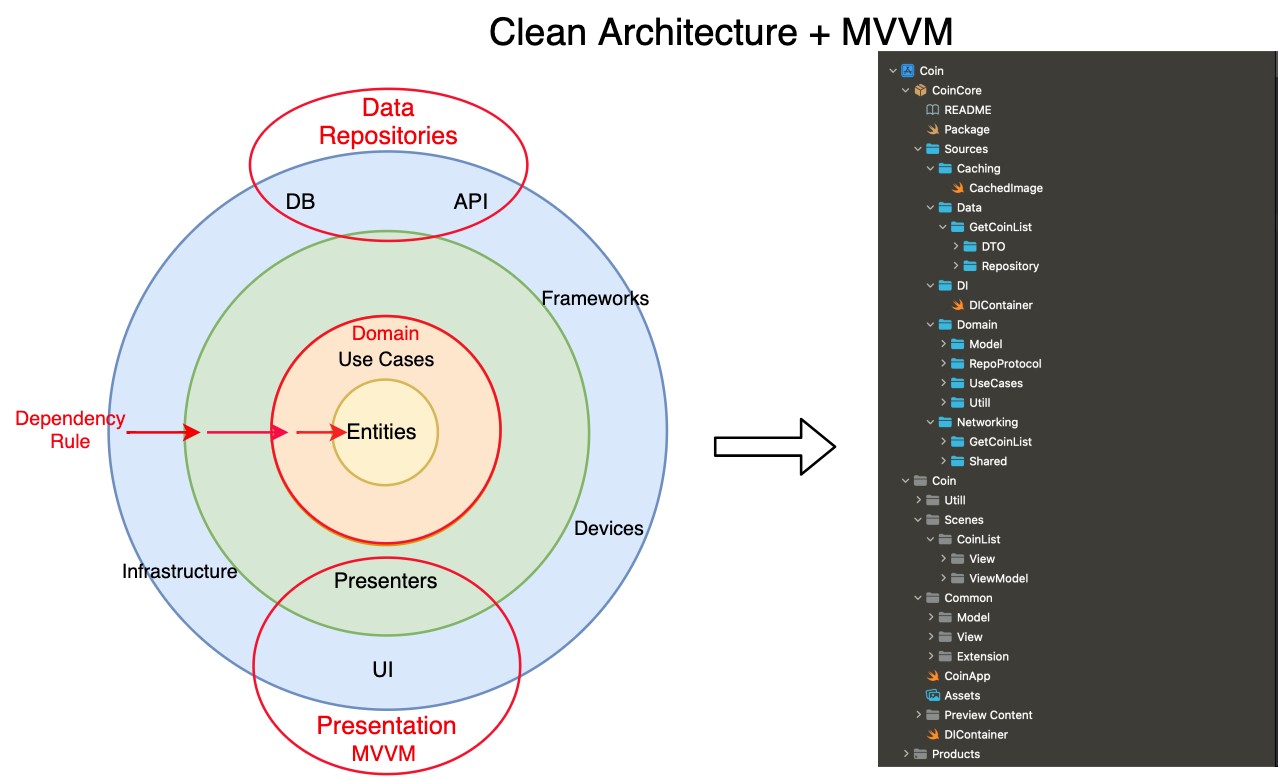 Clean Architecture + MVVM
Data
Repositories
DB
API
Frameworks
Domain
Use Cases
Dependency
Rule
Entities
Devices
Infrastructure
Presenters
UI
Presentation
MVVM
Coin
CoinCore
README
Package
Sources
Caching
CachedImage
Data
GetCoinList
DTO
Repository
DI
DIContainer
Domain
Model
RepoProtocol
UseCases
Utill
Networking
GetCoinList
Shared
Coin
Utill
Scenes
CoinList
View
ViewModel
Common
Model
View
Extension
CoinApp
Assets
Preview Content
DIContainer
Products